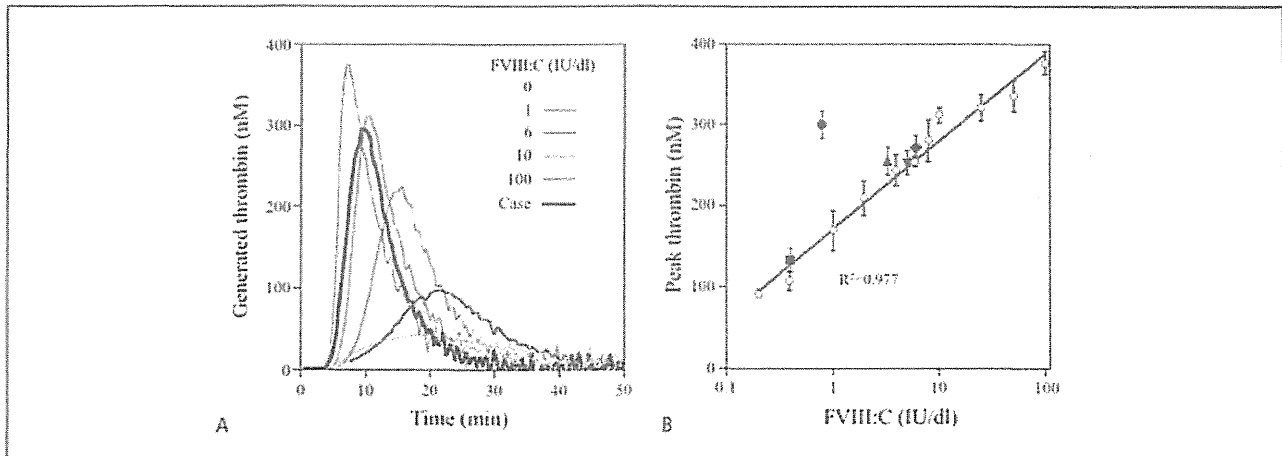 400
300
200
100
0
Generated thrombin (nM)
FVIII:C (IU/dl)
0
1
6
10
100
Case
0 10 20 30 40 50
Time (min)
A
400
300
200
100
0
Peak thrombin (nM)
R²=0.977
0.1 1 10 100
FVIII:C (IU/dl)
B